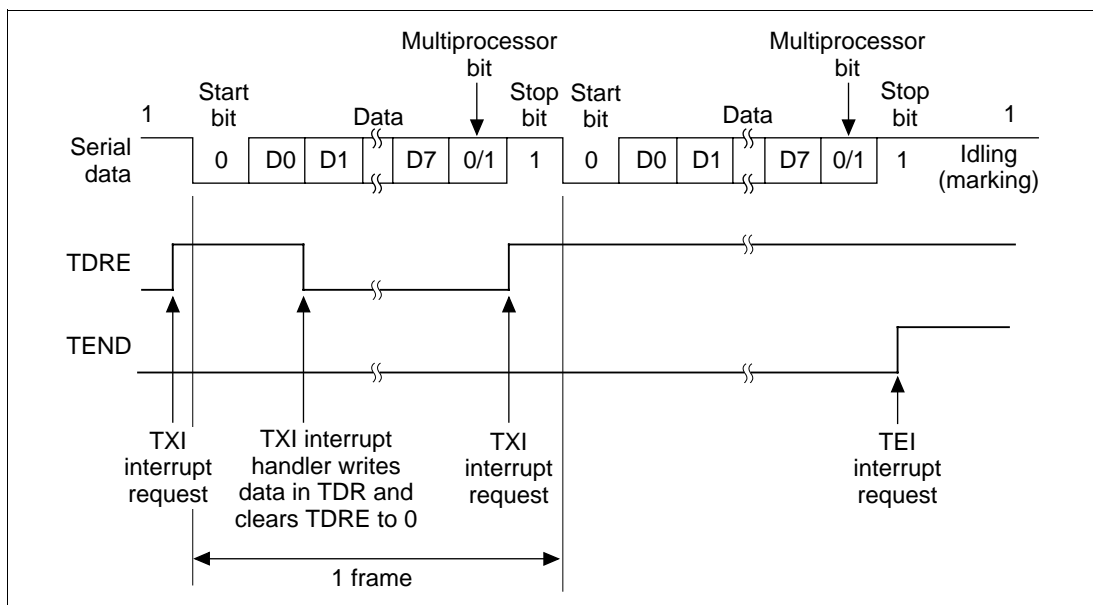 Multiprocessor
bit
Multiprocessor
bit
1
Start
bit
Data
Stop
bit
Start
bit
Data
Stop
bit
1
Serial
data
0
D0
D1
D7
0/1
1
0
D0
D1
D7
0/1
1
Idling
(marking)
TDRE
TEND
TXI
interrupt
request
TXI interrupt
handler writes
data in TDR and
clears TDRE to 0
TXI
interrupt
request
TEI
interrupt
request
1 frame